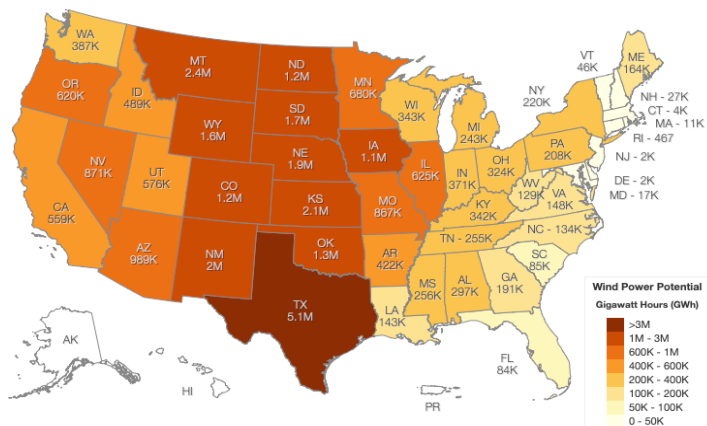 WA
387K
OR
620K
ID
489K
MT
2.4M
ND
1.2M
MN
680K
SD
1.7M
WY
1.6M
WI
343K
MI
243K
NY
220K
VT
46K
ME
164K
NH - 27K
CT - 4K
MA - 11K
RI - 467
NJ - 2K
DE - 2K
MD - 17K
PA
208K
NV
871K
UT
576K
CA
559K
CO
1.2M
NE
1.9M
IA
1.1M
IL
625K
IN
371K
OH
324K
WV
129K
VA
148K
KS
2.1M
MO
867K
KY
342K
NC - 134K
TN - 255K
AZ
989K
NM
2M
OK
1.3M
AR
422K
SC
85K
MS
256K
AL
297K
GA
191K
TX
5.1M
LA
143K
FL
84K
AK
HI
PR
Wind Power Potential
Gigawatt Hours (GWh)
>3M
1M - 3M
600K - 1M
400K - 600K
200K - 400K
100K - 200K
50K - 100K
0 - 50K